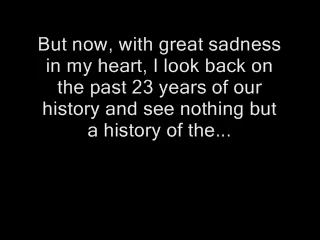 But now, with great sadness
in my heart, I look back on
the past 23 years of our
history and see nothing but
a history of the...